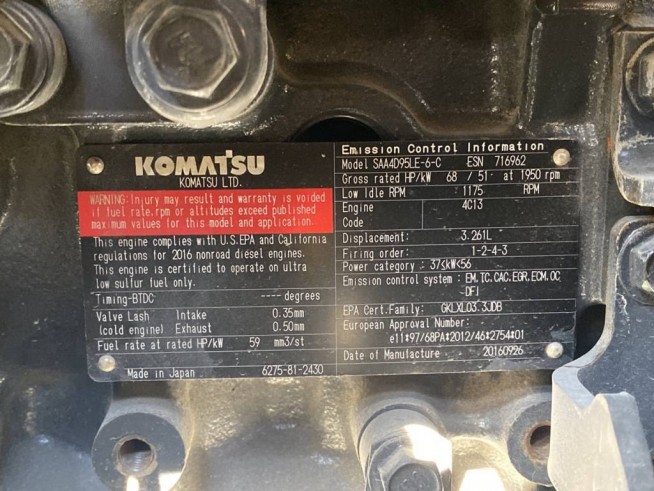 KOMATSU
KOMATSU LTD.
WARNING: Injury may result and warranty is voided
if fuel rate.rpm or altitudes exceed published
maximum values for this model and application.
This engine complies with U.S.EPA and California
regulations for 2016 nonroad diesel engines.
This engine is certified to operate on ultra
low sulfur fuel only.
Timing-BTDC ---- degrees
Valve Lash Intake 0.35mm
(cold engine) Exhaust 0.50mm
Fuel rate at rated HP/kW 59 mm3/st
Made in Japan 6275-81-2430
Emission Control Information
Model SAA4D95LE-6-C ESN 716962
Gross rated HP/kW 68 / 51 at 1950 rpm
Low Idle RPM 1175 RPM
Engine 4C13
Code
Displacement: 3.261L
Firing order: 1-2-4-3
Power category : 37≤kW<56
Emission control system : EM,TC,CAC,EGR,ECM,OC
-DFI
EPA Cert.Family: GKLXL03.3JDB
European Approval Number:
e11*97/68PA*2012/46*2754*01
Date of Manufacture 20160926